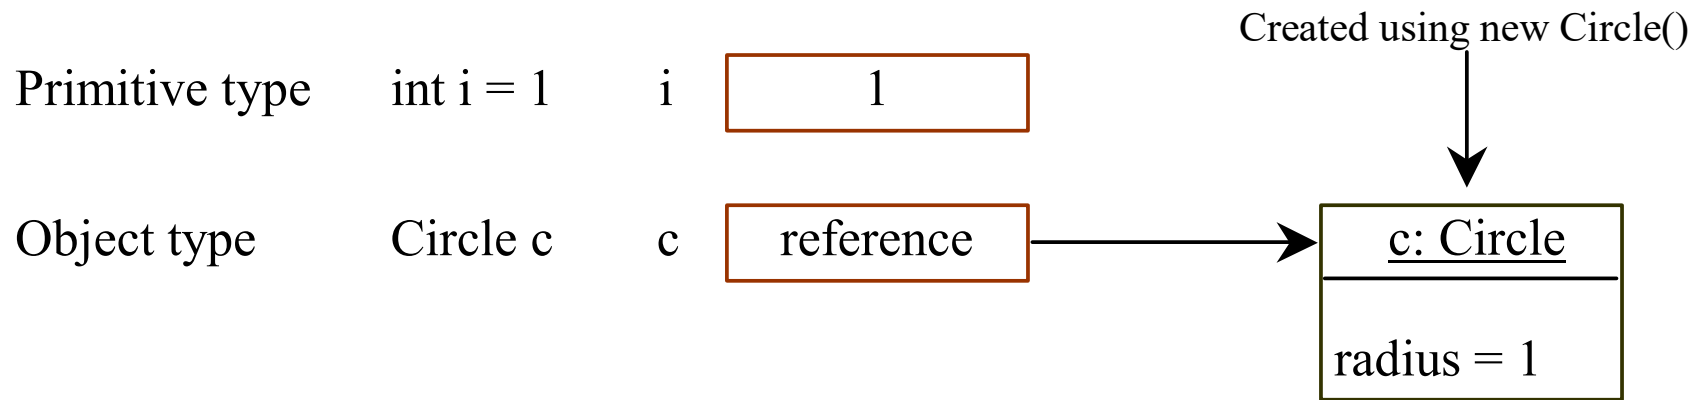 Created using new Circle()
Primitive type int i = 1 i 1
Object type Circle c c reference c: Circle
radius = 1